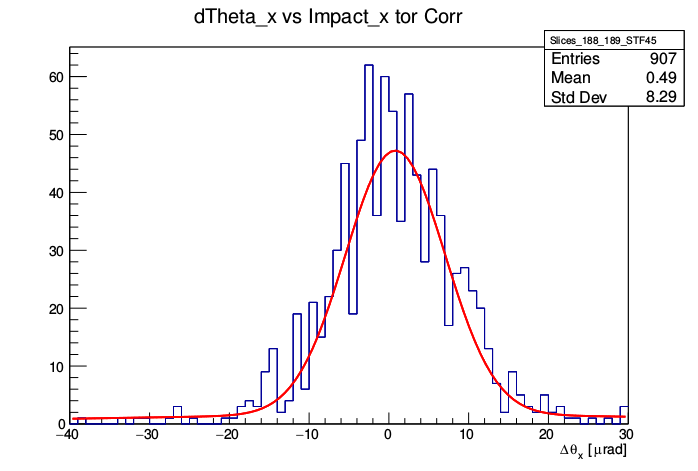 dTheta_x vs Impact_x tor Corr
Slices_188_189_STF45
Entries 907
Mean 0.49
Std Dev 8.29
60
50
40
30
20
10
0
−40 −30 −20 −10 0 10 20 30
Δθx [μrad]